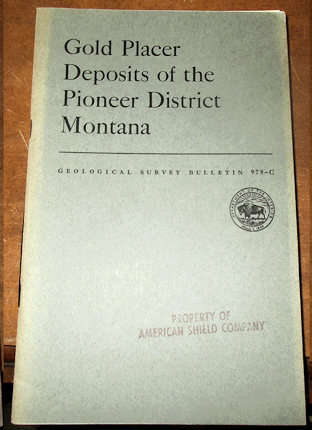 Gold Placer
Deposits of the
Pioneer District
Montana
GEOLOGICAL SURVEY BULLETIN 978-C
PROPERTY OF
AMERICAN SHIELD COMPANY